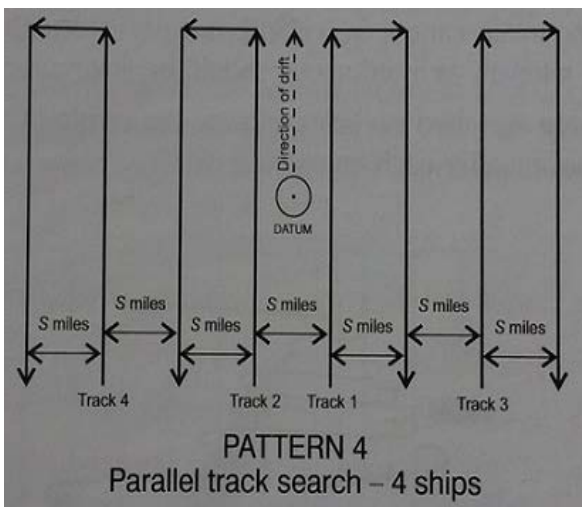 Direction of drift
DATUM
S miles
S miles
S miles
S miles
S miles
S miles
S miles
Track 4
Track 2
Track 1
Track 3
PATTERN 4
Parallel track search – 4 ships